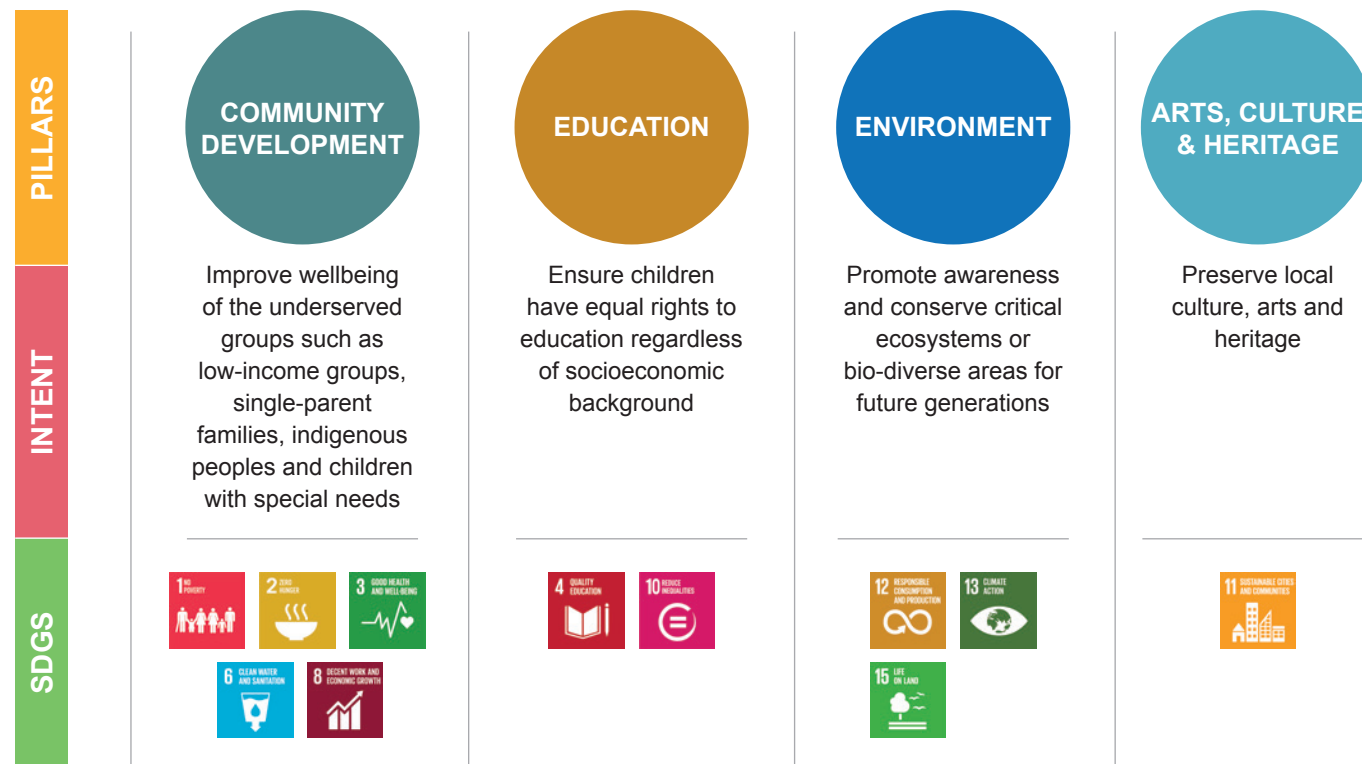 PILLARS
COMMUNITY
DEVELOPMENT
EDUCATION
ENVIRONMENT
ARTS, CULTURE
& HERITAGE
INTENT
Improve wellbeing
of the underserved
groups such as
low-income groups,
single-parent
families, indigenous
peoples and children
with special needs
Ensure children
have equal rights to
education regardless
of socioeconomic
background
Promote awareness
and conserve critical
ecosystems or
bio-diverse areas for
future generations
Preserve local
culture, arts and
heritage
SDGS
1 NO
POVERTY
2 ZERO
HUNGER
3 GOOD HEALTH
AND WELL-BEING
6 CLEAN WATER
AND SANITATION
8 DECENT WORK AND
ECONOMIC GROWTH
4 QUALITY
EDUCATION
10 REDUCE
INEQUALITIES
12 RESPONSIBLE
CONSUMPTION
AND PRODUCTION
13 CLIMATE
ACTION
15 LIFE
ON LAND
11 SUSTAINABLE CITIES
AND COMMUNITIES